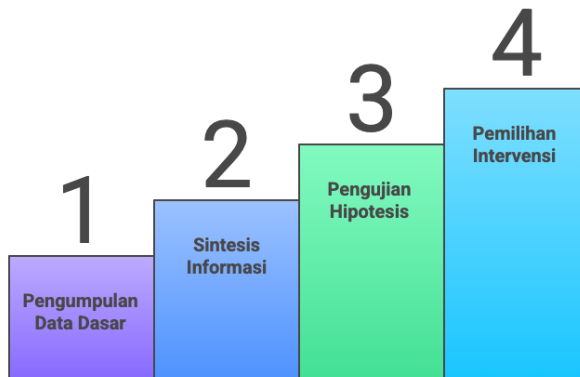 1
Pengumpulan
Data Dasar
2
Sintesis
Informasi
3
Pengujian
Hipotesis
4
Pemilihan
Intervensi